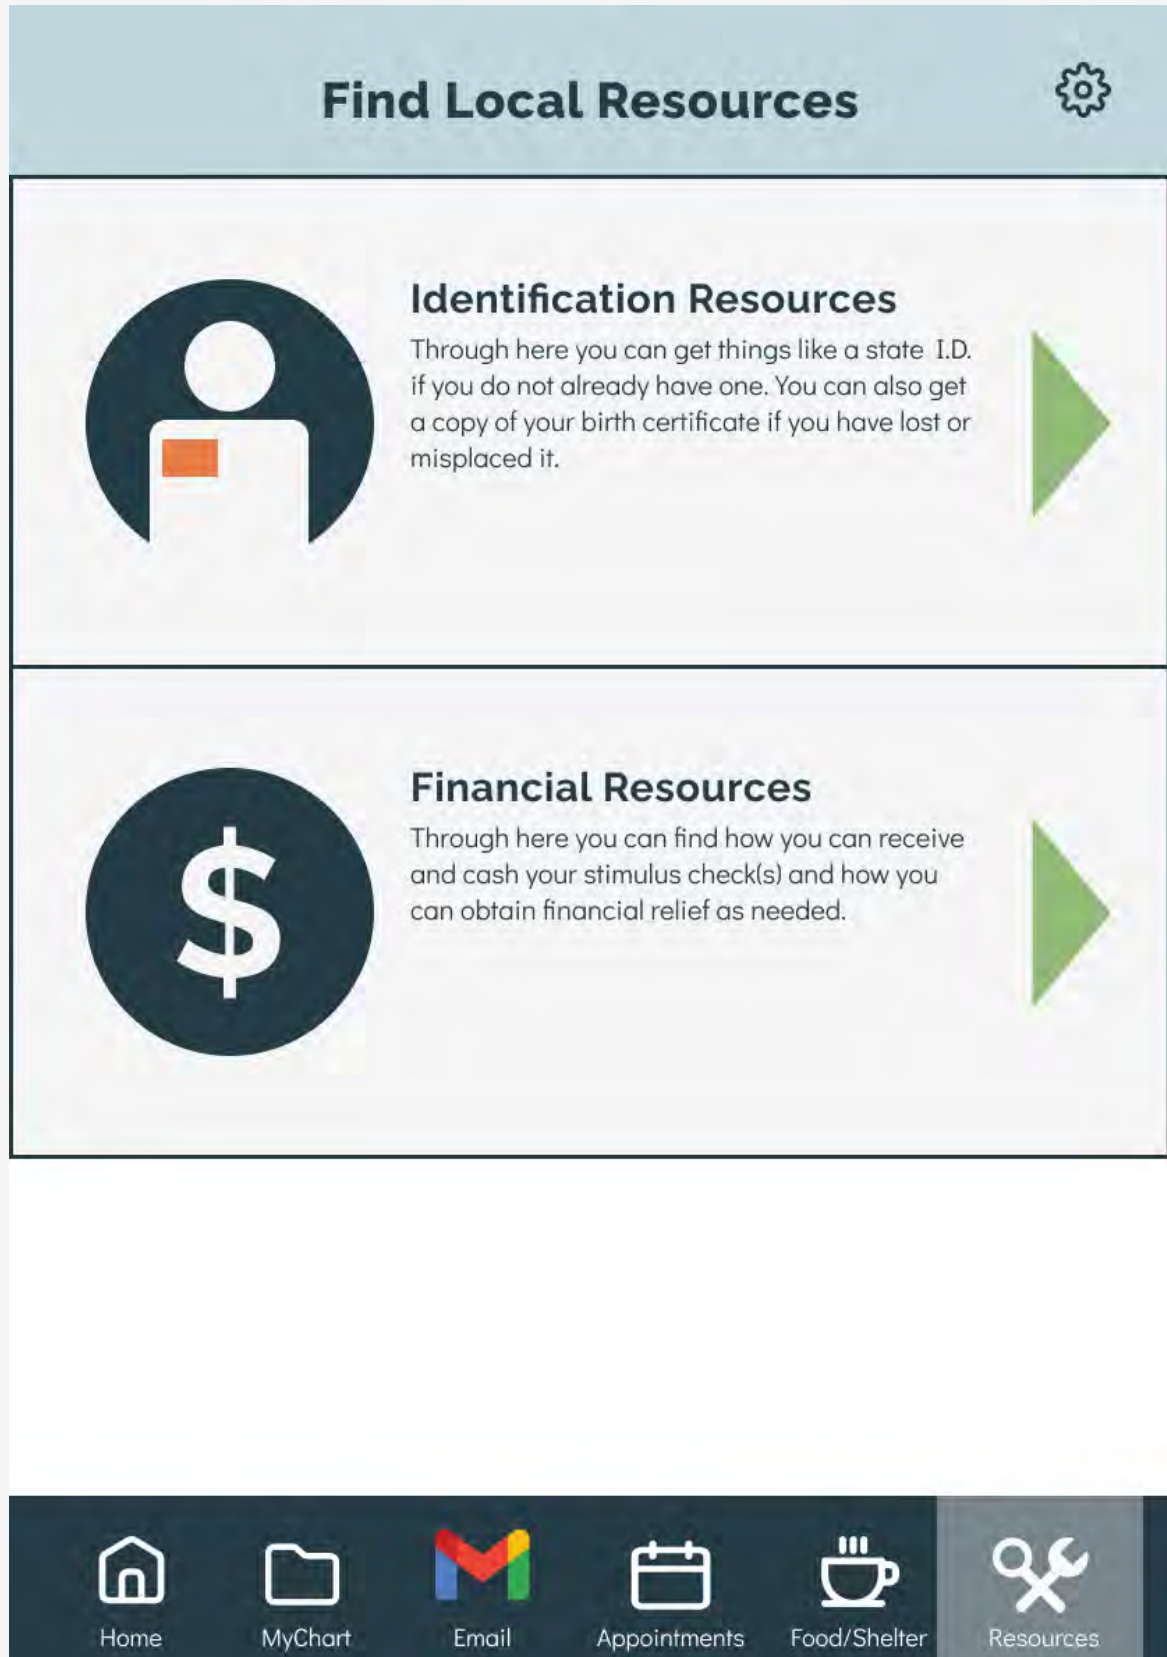 Find Local Resources
Identification Resources
Through here you can get things like a state I.D.
if you do not already have one. You can also get
a copy of your birth certificate if you have lost or
misplaced it.
$
Financial Resources
Through here you can find how you can receive
and cash your stimulus check(s) and how you
can obtain financial relief as needed.
Home
MyChart
Email
Appointments
Food/Shelter
Resources